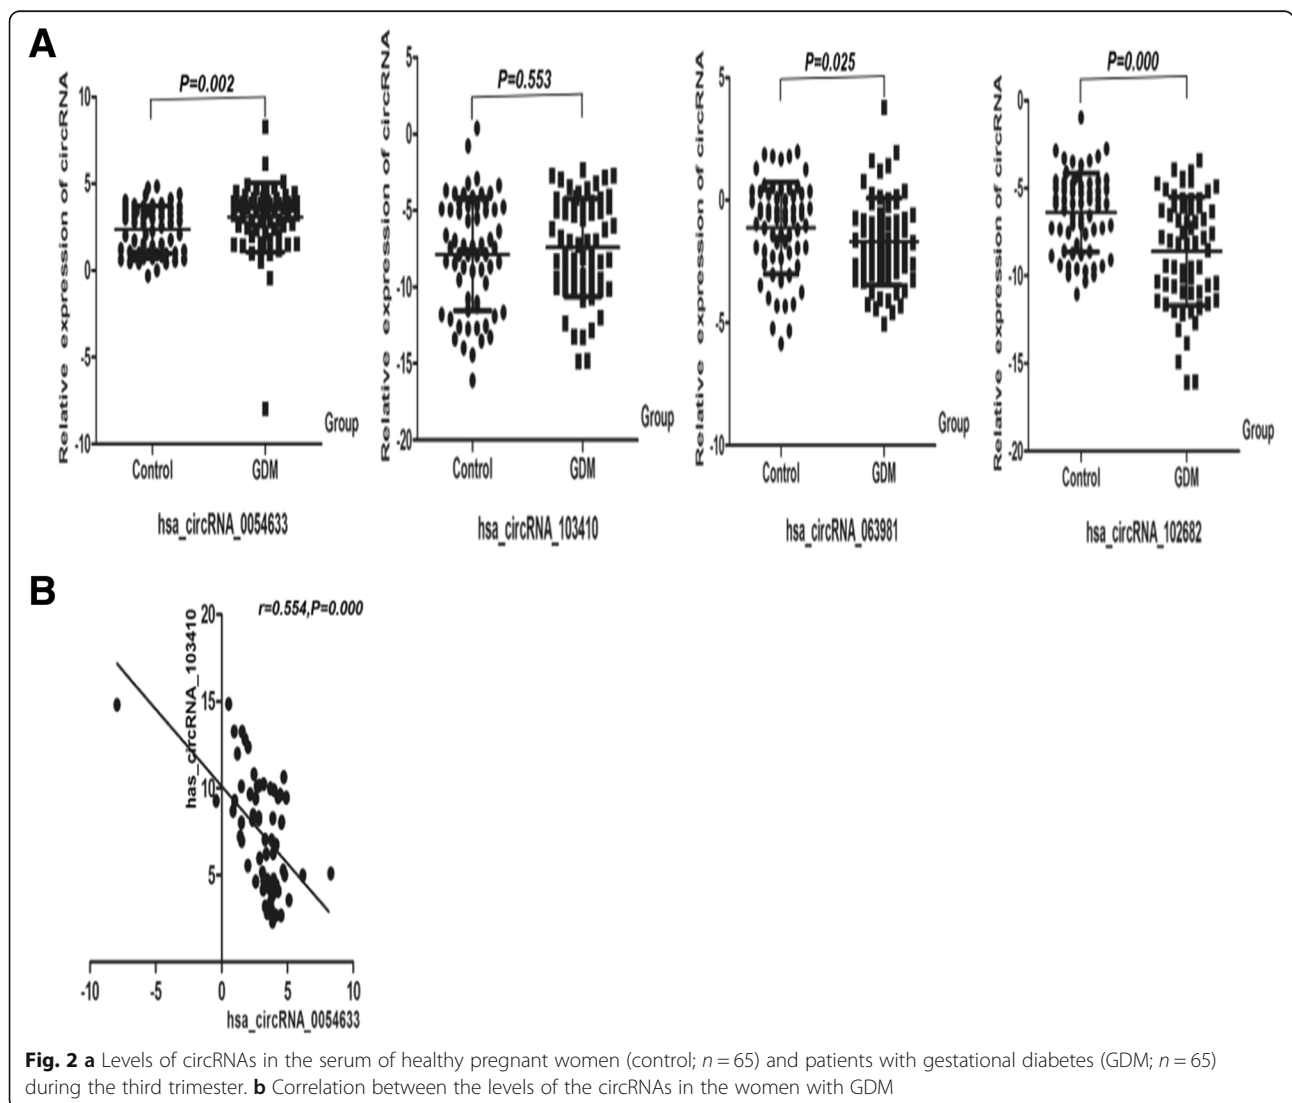 A
Relative expression of circRNA
P=0.002
10
5
0
-5
-10
Control
GDM
Group
hsa_circRNA_0054633
Relative expression of circRNA
P=0.553
5
0
-5
-10
-15
-20
Control
GDM
Group
hsa_circRNA_103410
Relative expression of circRNA
P=0.025
5
0
-5
-10
Control
GDM
Group
hsa_circRNA_063981
Relative expression of circRNA
P=0.000
0
-5
-10
-15
-20
Control
GDM
Group
hsa_circRNA_102682
B
has_circRNA_103410
r=0.554,P=0.000
20
15
10
5
-10
-5
0
5
10
hsa_circRNA_0054633
Fig. 2 a Levels of circRNAs in the serum of healthy pregnant women (control; n = 65) and patients with gestational diabetes (GDM; n = 65)
during the third trimester. b Correlation between the levels of the circRNAs in the women with GDM